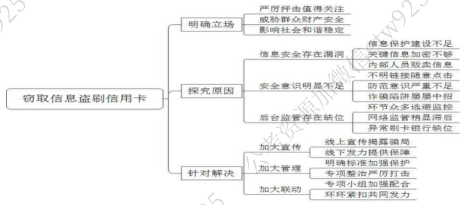 窃取信息盗刷信用卡
明确立场
严厉抨击值得关注
威胁群众财产安全
影响社会和谐稳定
探究原因
信息安全存在漏洞
信息保护建设不足
关键信息加密不够
内部人员贩卖信息
安全意识明显不足
不明链接随意点击
防范意识严重不足
诈骗陷阱屡屡中招
后台监管存在缺位
环节众多逃避监控
网络监管稍显滞后
异常刷卡银行缺位
针对解决
加大宣传
线上宣传揭露骗局
线下发力提供保障
加大管理
明确标准加强保护
专项整治严厉打击
加大联动
专项小组加强配合
环环紧扣共同发力